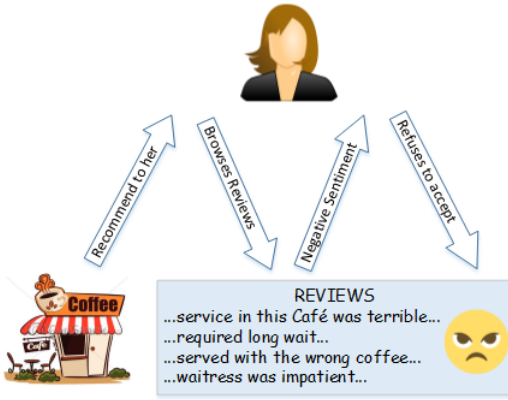 Recommend to her
Browses Reviews
Negative Sentiment
Refuses to accept
Coffee
Café
REVIEWS
...service in this Café was terrible...
...required long wait...
...served with the wrong coffee...
...waitress was impatient...